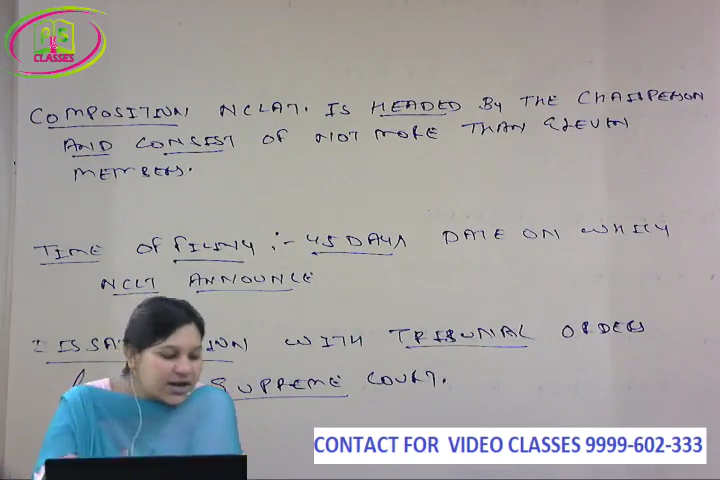 CLASSES
COMPOSITION NCLAT. IS HEADED By THE CHAIRPERSON
AND CONSIST OF NOT MORE THAN ELEVEN
MEMBERS.
TIME OF FILING :- 45 DAYS DATE ON WHICH
NCLT ANNOUNCE
WITH TRIBUNAL ORDERS
SUPREME COURT.
CONTACT FOR VIDEO CLASSES 9999-602-333